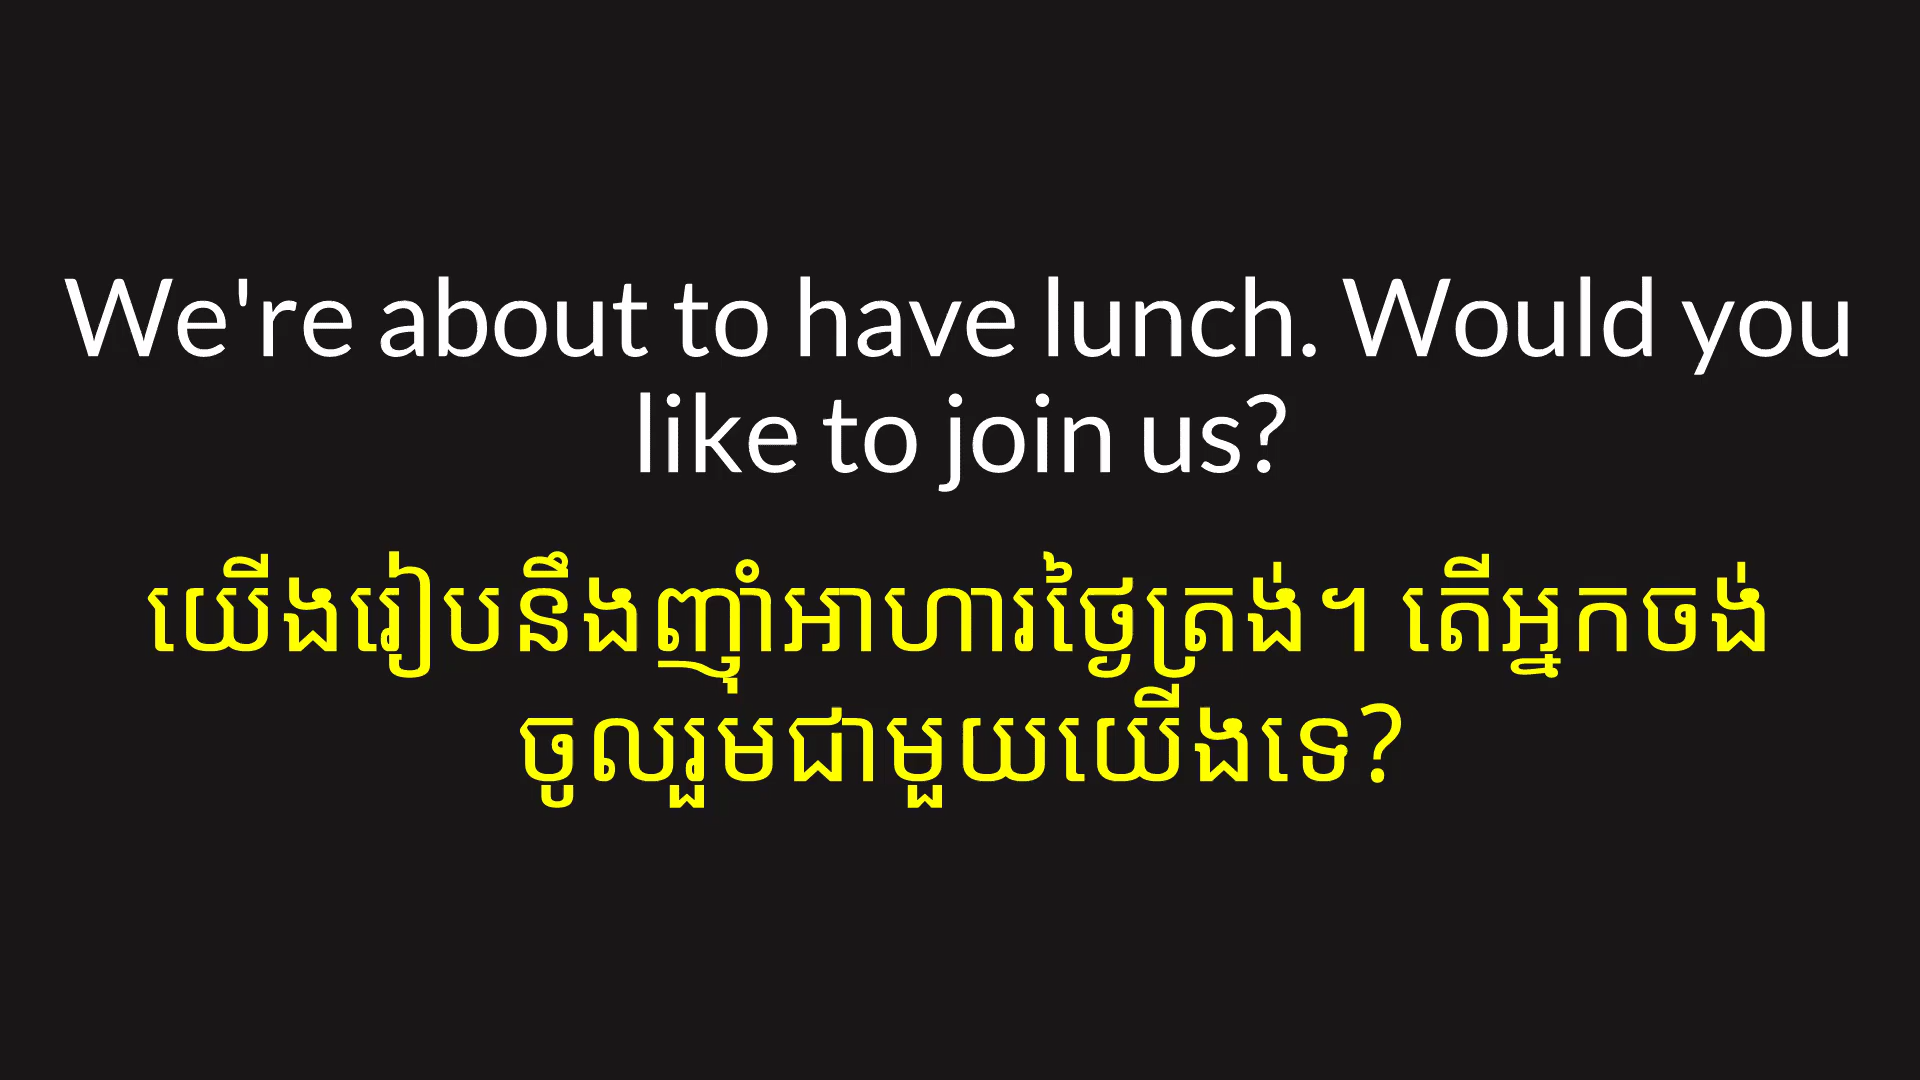 We're about to have lunch. Would you
like to join us?
យើងរៀបនឹងញ៉ាំអាហារថ្ងៃត្រង់។ តើអ្នកចង់
ចូលរួមជាមួយយើងទេ?